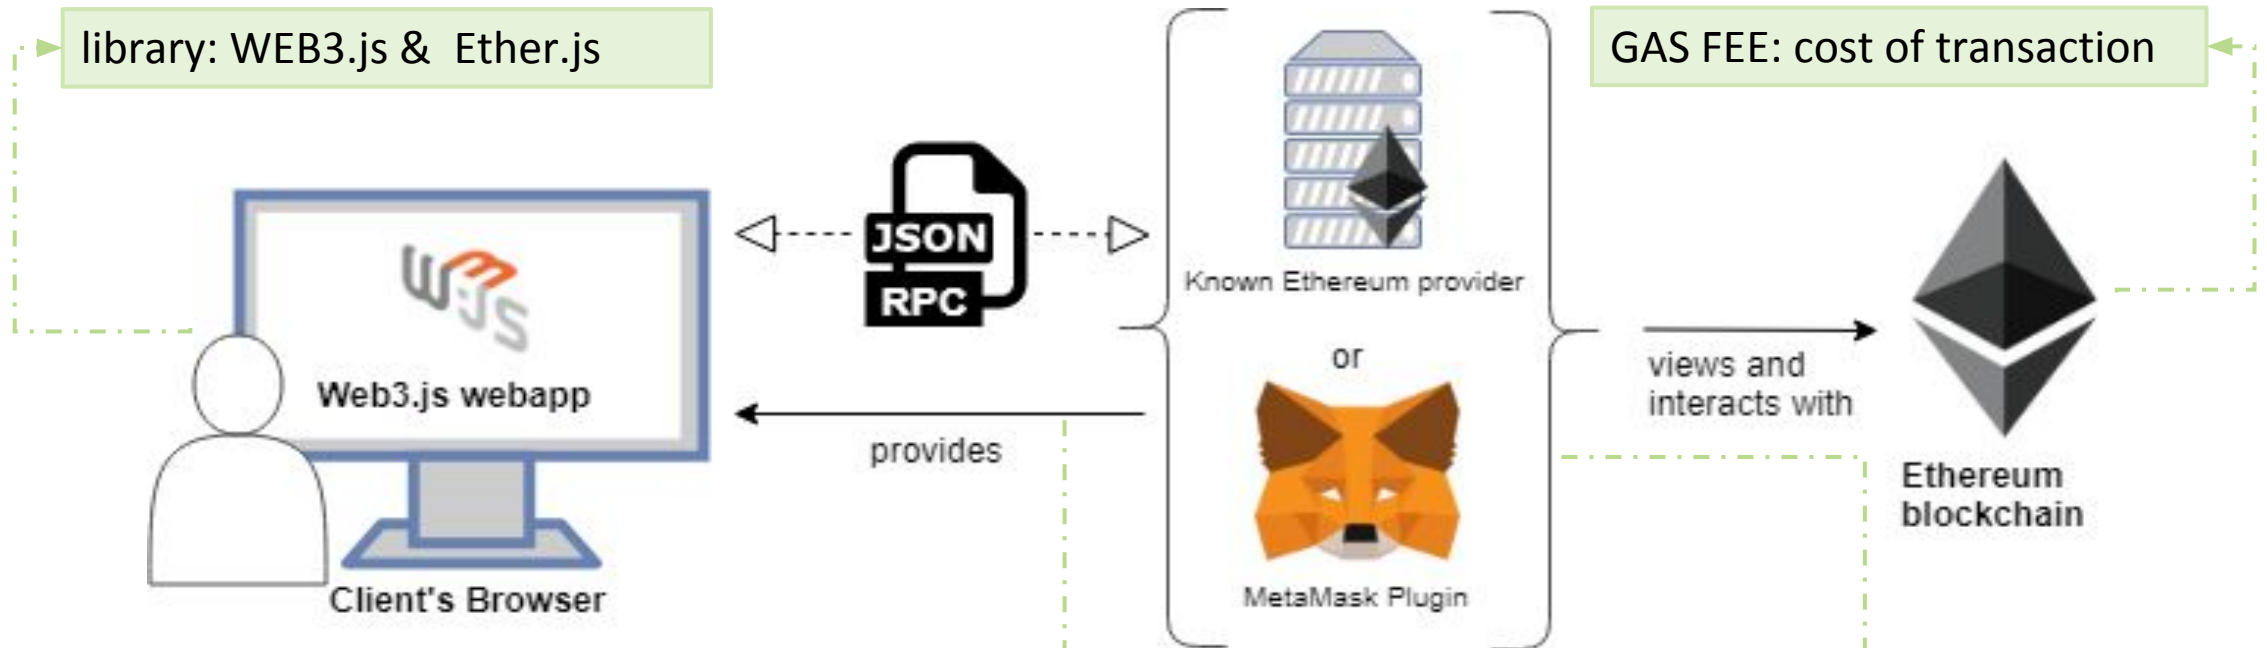 library: WEB3.js & Ether.js
GAS FEE: cost of transaction
JSON
RPC
W3JS
Web3.js webapp
Client's Browser
provides
Known Ethereum provider
or
MetaMask Plugin
views and
interacts with
Ethereum
blockchain